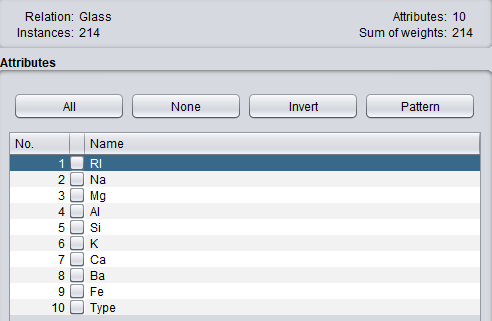 Relation: Glass Attributes: 10
Instances: 214 Sum of weights: 214
Attributes
All None Invert Pattern
No. Name
1 RI
2 Na
3 Mg
4 Al
5 Si
6 K
7 Ca
8 Ba
9 Fe
10 Type